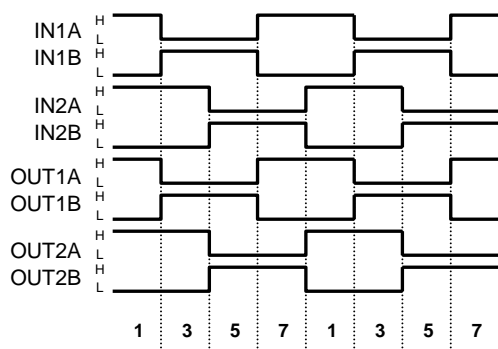 IN1A H
L
IN1B H
L
IN2A H
L
IN2B H
L
OUT1A H
L
OUT1B H
L
OUT2A H
L
OUT2B H
L
1 3 5 7 1 3 5 7